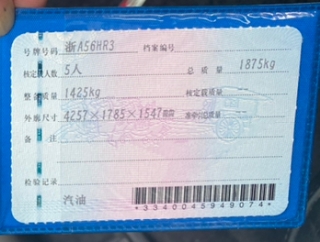 号牌号码 浙A56HR3 档案编号
核定载人数 5人 总质量 1875kg
整备质量 1425kg 核定载质量
外廓尺寸 4257×1785×1547mm 准牵引总质量
备注
检验记录
汽油
*3340045949074*